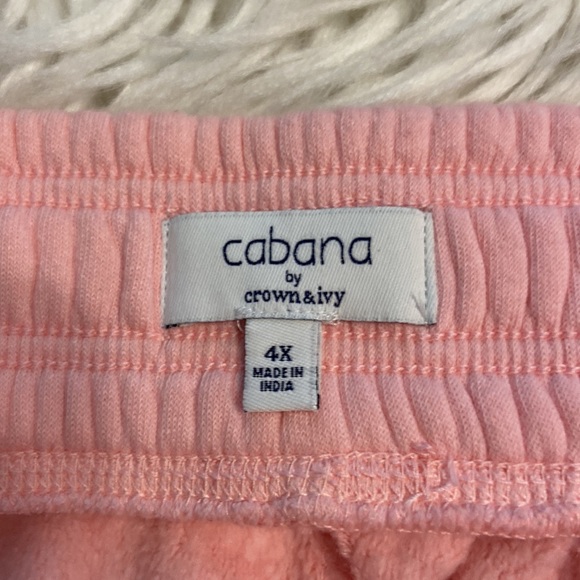 cabana
by
crown&ivy
4X
MADE IN
INDIA